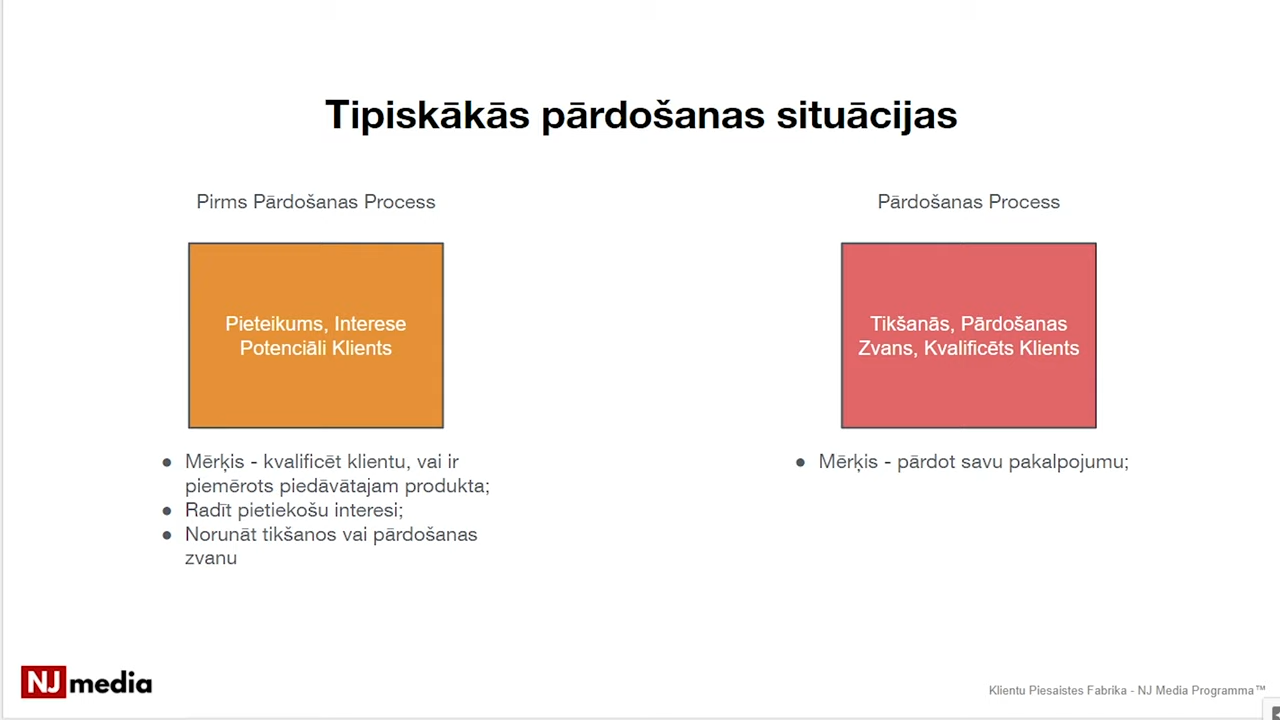 Tipiskākās pārdošanas situācijas
Pirms Pārdošanas Process
Pieteikums, Interese
Potenciāli Klients
● Mērķis - kvalificēt klientu, vai ir
piemērots piedāvātajam produkta;
● Radīt pietiekošu interesi;
● Norunāt tikšanos vai pārdošanas
zvanu
Pārdošanas Process
Tikšanās, Pārdošanas
Zvans, Kvalificēts Klients
● Mērķis - pārdot savu pakalpojumu;
NJ media
Klientu Piesaistes Fabrika - NJ Media Programma™